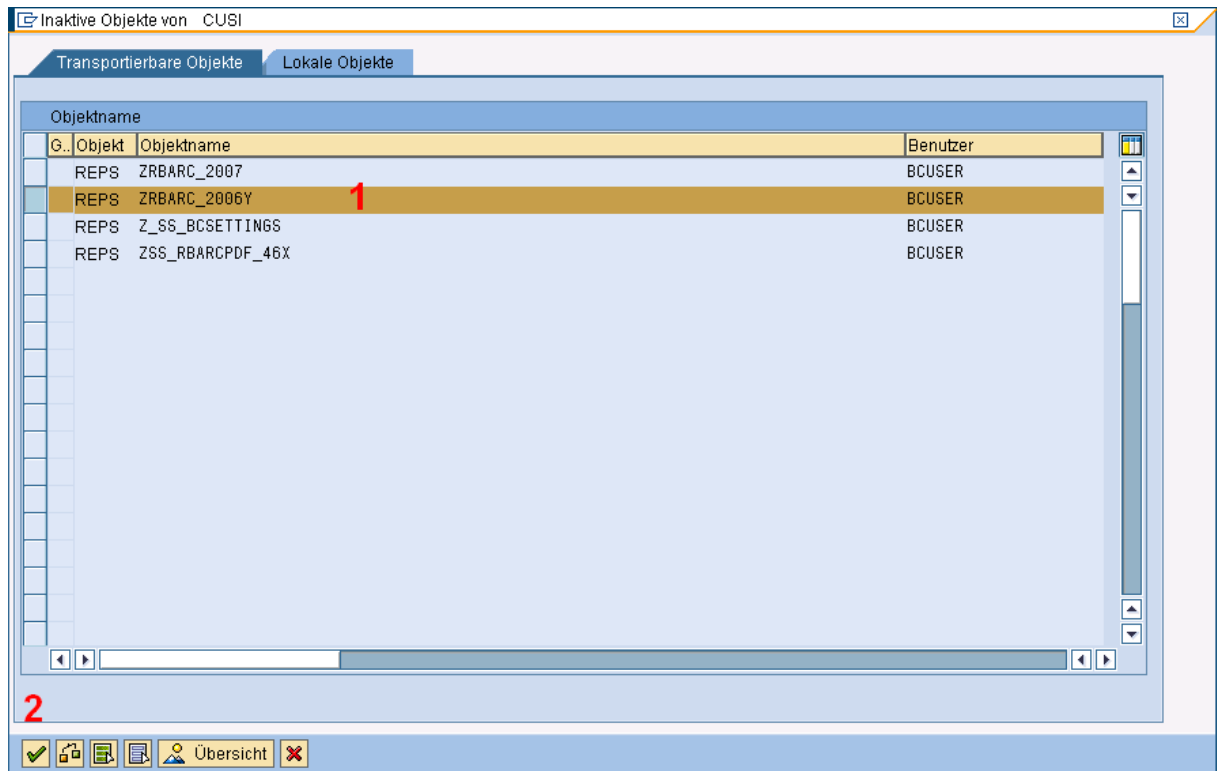 Inaktive Objekte von CUSI
Transportierbare Objekte Lokale Objekte
Objektname
G.. Objekt Objektname Benutzer
REPS ZRBARC_2007 BCUSER
REPS ZRBARC_2006Y 1 BCUSER
REPS Z_SS_BCSETTINGS BCUSER
REPS ZSS_RBARCPDF_46X BCUSER
2
Übersicht